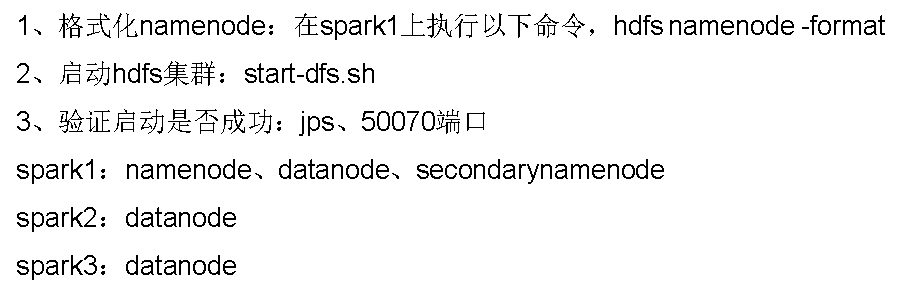 1、格式化namenode：在spark1上执行以下命令，hdfs namenode -format
2、启动hdfs集群：start-dfs.sh
3、验证启动是否成功：jps、50070端口
spark1：namenode、datanode、secondarynamenode
spark2：datanode
spark3：datanode